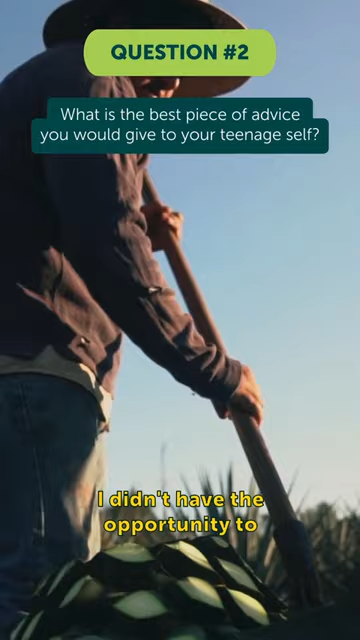 QUESTION #2
What is the best piece of advice
you would give to your teenage self?
I didn't have the
opportunity to